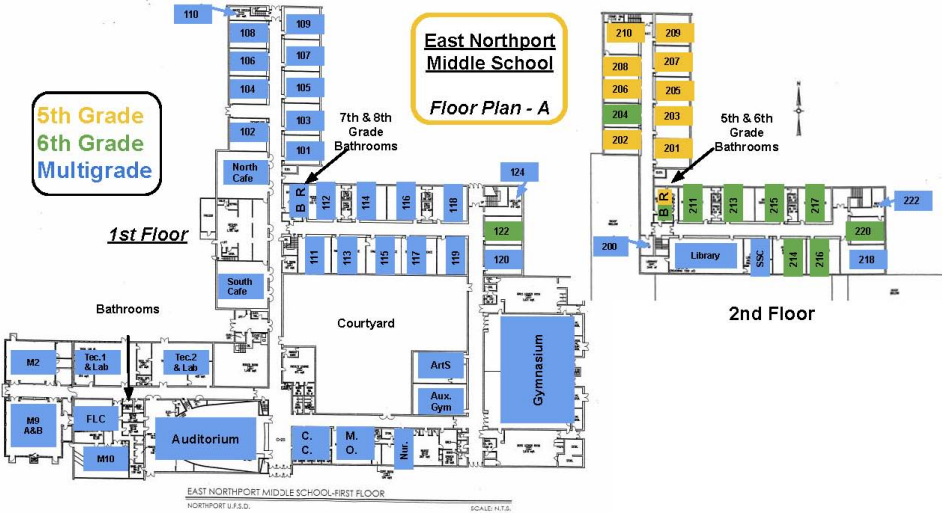 110
108
106
104
102
109
107
105
103
101
East Northport
Middle School
Floor Plan - A
5th Grade
6th Grade
Multigrade
7th & 8th
Grade
Bathrooms
North
Cafe
1st Floor
South
Cafe
B R
112
114
116
118
124
122
120
111
113
115
117
119
Courtyard
ArtS
Aux.
Gym
Gymnasium
Bathrooms
M2
Tec.1
& Lab
Tec.2
& Lab
M9
A&B
FLC
M10
Auditorium
C.
C.
M.
O.
Nur.
EAST NORTHPORT MIDDLE SCHOOL-FIRST FLOOR
NORTHPORT U.F.S.D.
SCALE: N.T.S.
210
208
206
204
202
209
207
205
203
201
5th & 6th
Grade
Bathrooms
B R
211
213
215
217
222
220
218
200
Library
SSC
214
216
2nd Floor